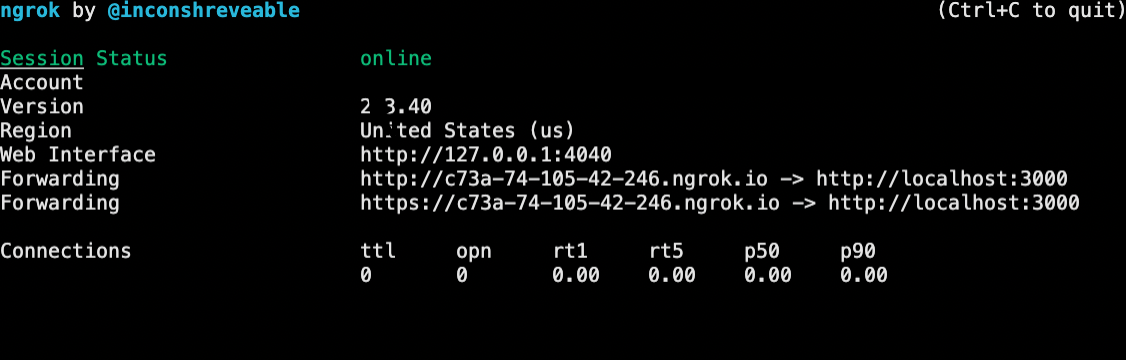 ngrok by @inconshreveable (Ctrl+C to quit)
Session Status online
Account
Version 2 3.40
Region United States (us)
Web Interface http://127.0.0.1:4040
Forwarding http://c73a-74-105-42-246.ngrok.io -> http://localhost:3000
Forwarding https://c73a-74-105-42-246.ngrok.io -> http://localhost:3000
Connections ttl opn rt1 rt5 p50 p90
0 0 0.00 0.00 0.00 0.00